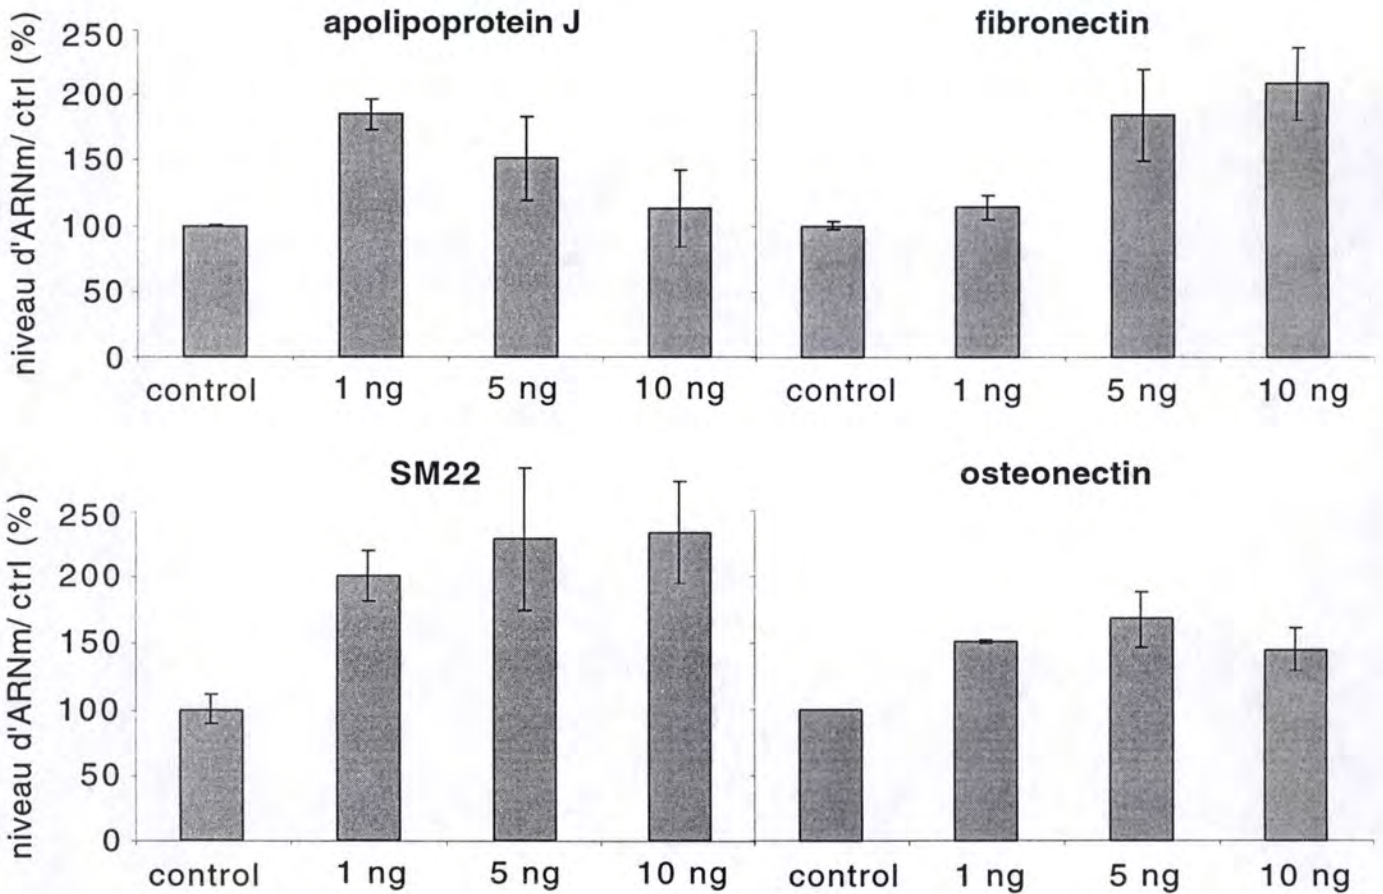 apolipoprotein J
fibronectin
niveau d'ARNm/ ctrl (%)
250
200
150
100
50
0
control
1 ng
5 ng
10 ng
control
1 ng
5 ng
10 ng
SM22
osteonectin
niveau d'ARNm/ ctrl (%)
250
200
150
100
50
0
control
1 ng
5 ng
10 ng
control
1 ng
5 ng
10 ng